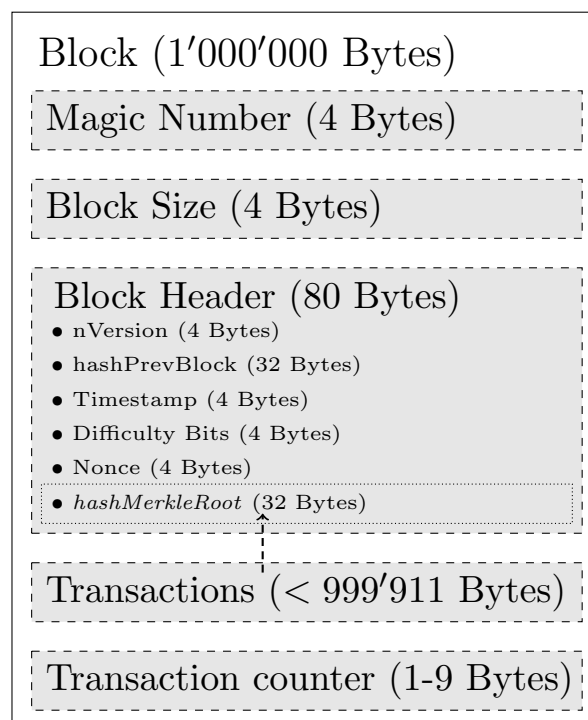 Block (1′000′000 Bytes)
Magic Number (4 Bytes)
Block Size (4 Bytes)
Block Header (80 Bytes)
• nVersion (4 Bytes)
• hashPrevBlock (32 Bytes)
• Timestamp (4 Bytes)
• Difficulty Bits (4 Bytes)
• Nonce (4 Bytes)
• hashMerkleRoot (32 Bytes)
Transactions (< 999′911 Bytes)
Transaction counter (1-9 Bytes)